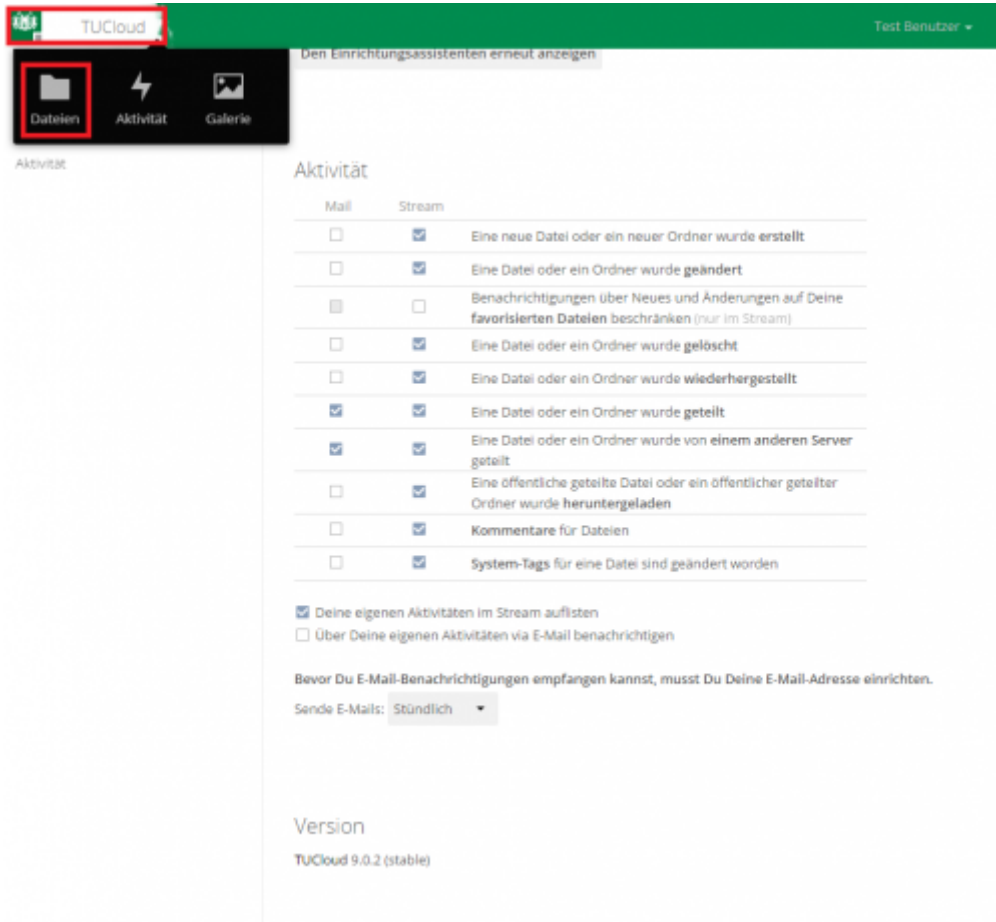 TUCloud
Test Benutzer
Den Einrichtungsassistenten erneut anzeigen
Dateien Aktivität Galerie
Aktivität
Aktivität
Mail Stream
Eine neue Datei oder ein neuer Ordner wurde erstellt
Eine Datei oder ein Ordner wurde geändert
Benachrichtigungen über Neues und Änderungen auf Deine
favorisierten Dateien beschränken (nur im Stream)
Eine Datei oder ein Ordner wurde gelöscht
Eine Datei oder ein Ordner wurde wiederhergestellt
Eine Datei oder ein Ordner wurde geteilt
Eine Datei oder ein Ordner wurde von einem anderen Server
geteilt
Eine öffentliche geteilte Datei oder ein öffentlicher geteilter
Ordner wurde heruntergeladen
Kommentare für Dateien
System-Tags für eine Datei sind geändert worden
Deine eigenen Aktivitäten im Stream auflisten
Über Deine eigenen Aktivitäten via E-Mail benachrichtigen
Bevor Du E-Mail-Benachrichtigungen empfangen kannst, musst Du Deine E-Mail-Adresse einrichten.
Sende E-Mails: Stündlich
Version
TUCloud 9.0.2 (stable)